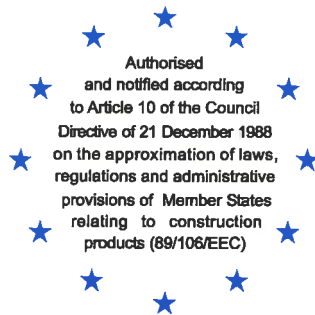 Authorised
and notified according
to Article 10 of the Council
Directive of 21 December 1988
on the approximation of laws,
regulations and administrative
provisions of Member States
relating to construction
products (89/106/EEC)